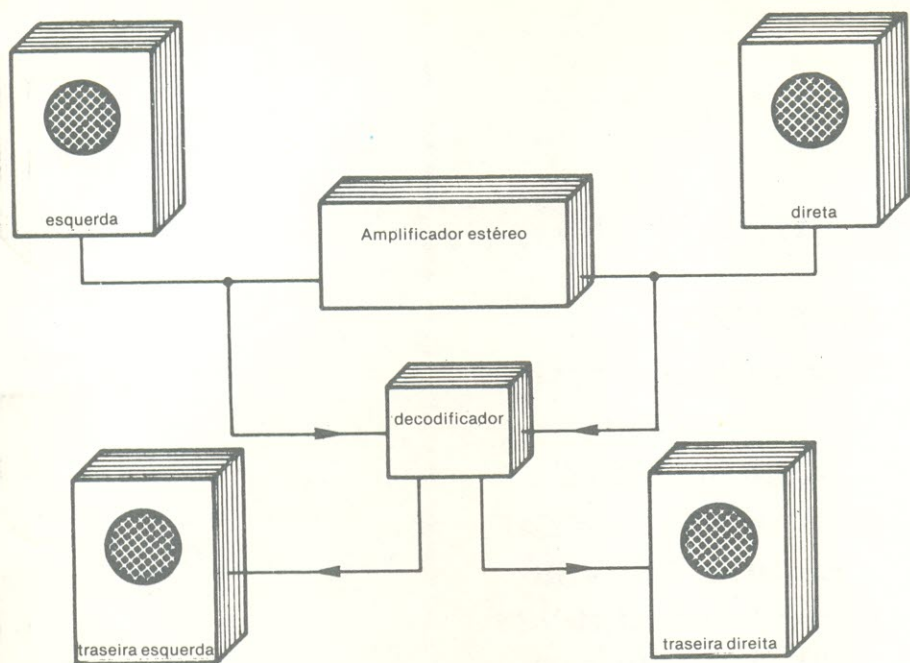 esquerda
direta
Amplificador estéreo
decodificador
traseira esquerda
traseira direita